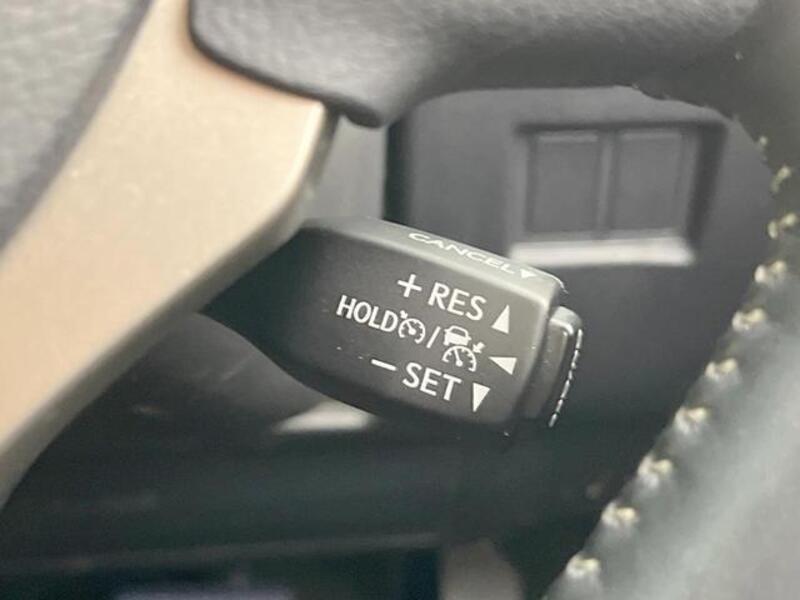 CANCEL
+ RES
HOLD /
− SET